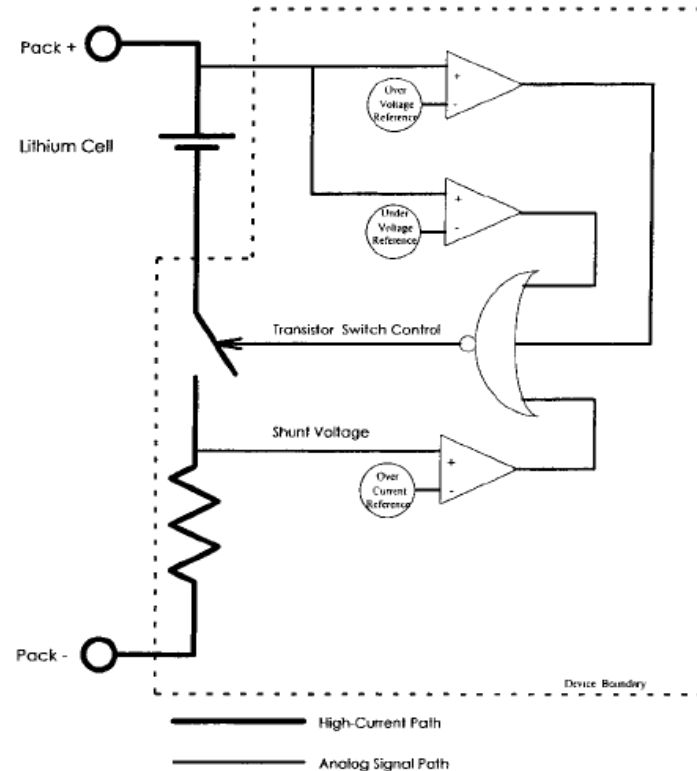 Pack +
Over
Voltage
Reference
+
-
Lithium Cell
+
-
Under
Voltage
Reference
Transistor Switch Control
Shunt Voltage
+
-
Over
Current
Reference
Pack -
Device Boundary
High-Current Path
Analog Signal Path